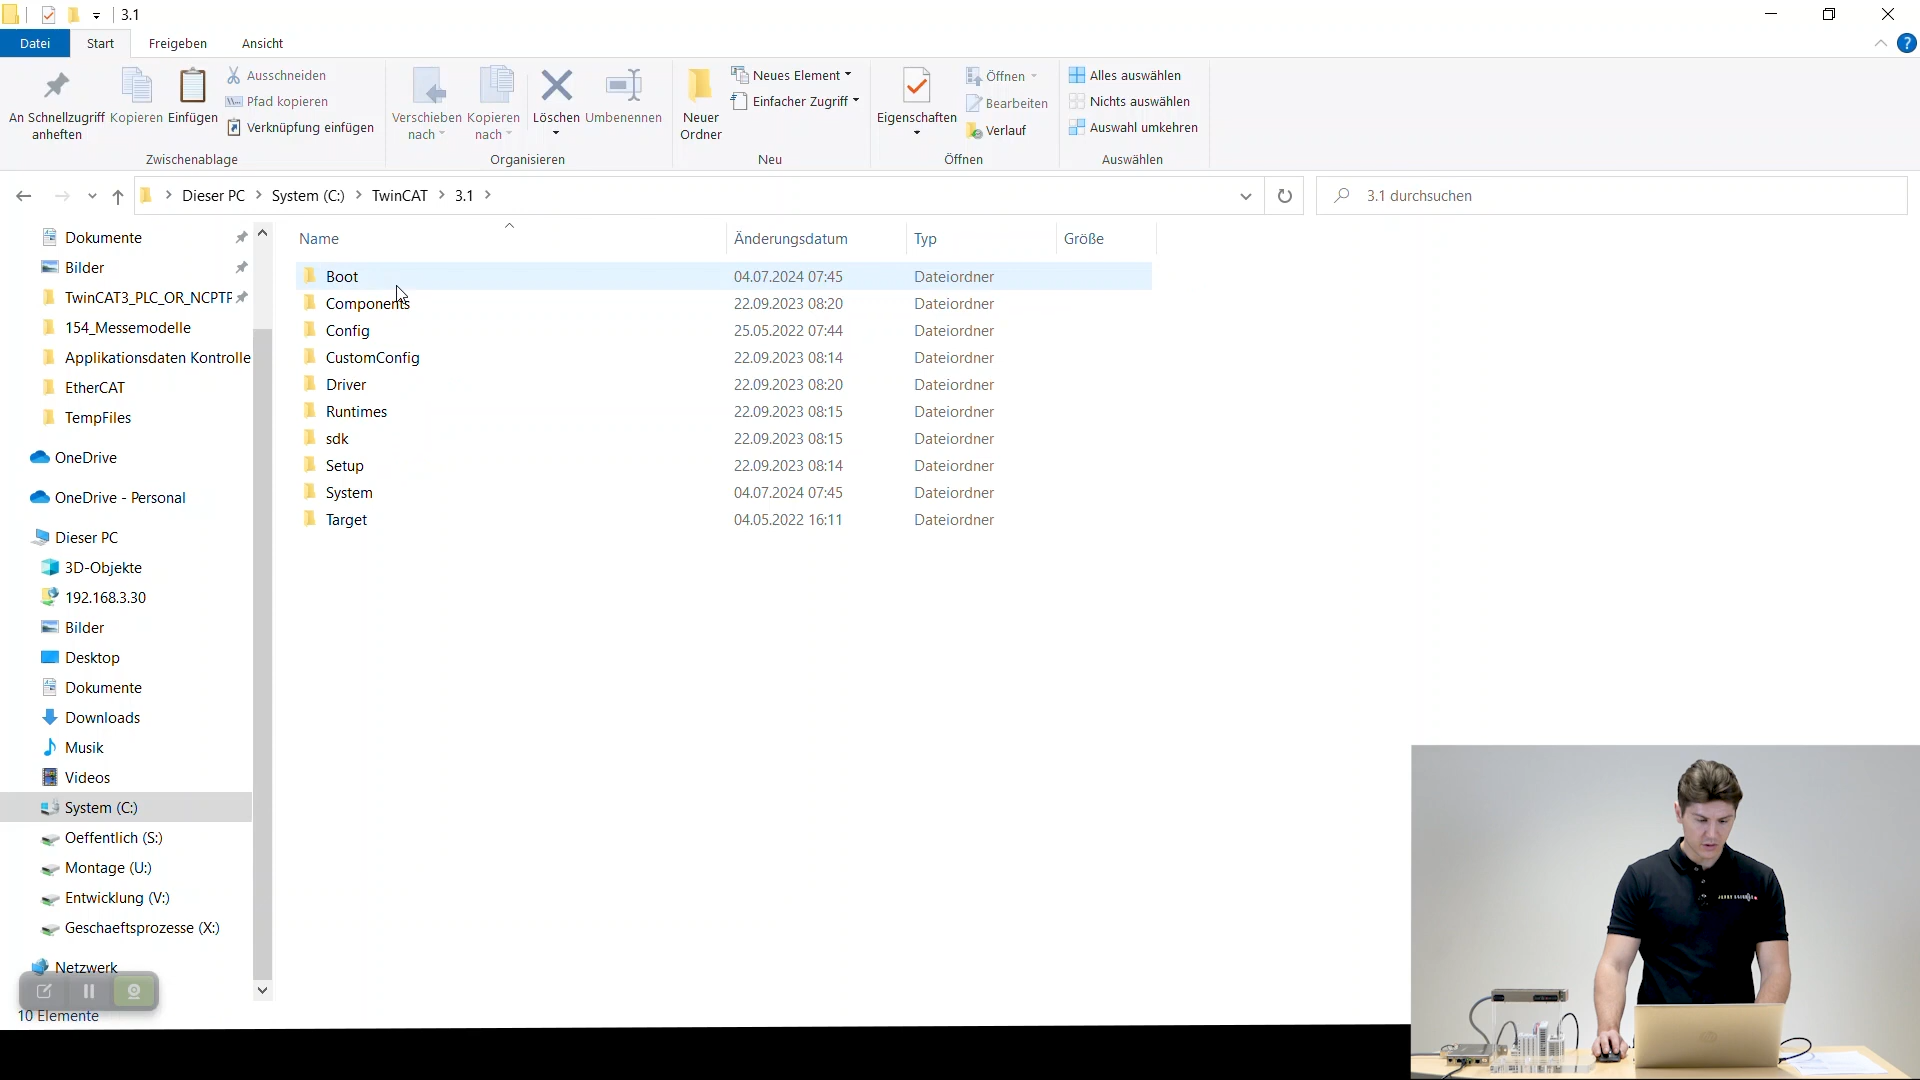 3.1
Datei Start Freigeben Ansicht
An Schnellzugriff anheften
Kopieren
Einfügen
Ausschneiden
Pfad kopieren
Verknüpfung einfügen
Zwischenablage
Verschieben nach
Kopieren nach
Löschen
Umbenennen
Organisieren
Neuer Ordner
Neues Element
Einfacher Zugriff
Neu
Eigenschaften
Öffnen
Bearbeiten
Verlauf
Öffnen
Alles auswählen
Nichts auswählen
Auswahl umkehren
Auswählen
Dieser PC > System (C:) > TwinCAT > 3.1 >
3.1 durchsuchen
Dokumente
Bilder
TwinCAT3_PLC_OR_NCPTF
154_Messemodelle
Applikationsdaten Kontrolle
EtherCAT
TempFiles
OneDrive
OneDrive - Personal
Dieser PC
3D-Objekte
192.168.3.30
Bilder
Desktop
Dokumente
Downloads
Musik
Videos
System (C:)
Oeffentlich (S:)
Montage (U:)
Entwicklung (V:)
Geschaeftsprozesse (X:)
Netzwerk
10 Elemente
Name Änderungsdatum Typ Größe
Boot 04.07.2024 07:45 Dateiordner
Components 22.09.2023 08:20 Dateiordner
Config 25.05.2022 07:44 Dateiordner
CustomConfig 22.09.2023 08:14 Dateiordner
Driver 22.09.2023 08:20 Dateiordner
Runtimes 22.09.2023 08:15 Dateiordner
sdk 22.09.2023 08:15 Dateiordner
Setup 22.09.2023 08:14 Dateiordner
System 04.07.2024 07:45 Dateiordner
Target 04.05.2022 16:11 Dateiordner